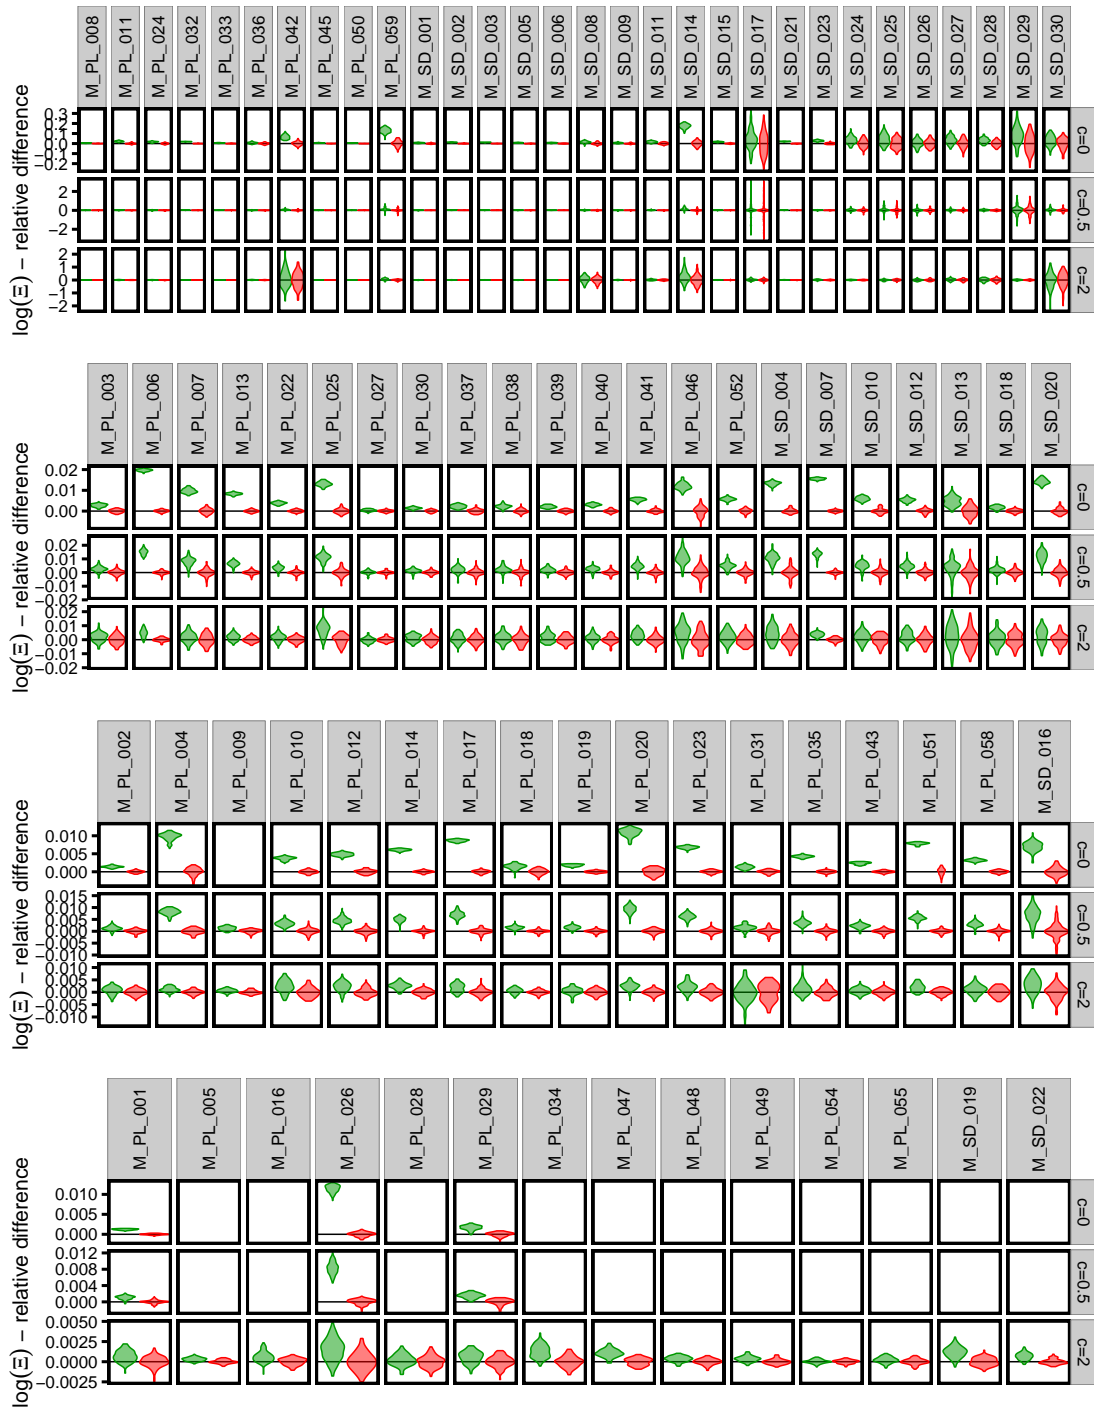 M_PL_008 M_PL_011 M_PL_024 M_PL_032 M_PL_033 M_PL_036 M_PL_042 M_PL_045 M_PL_050 M_PL_059 M_SD_001 M_SD_002 M_SD_003 M_SD_005 M_SD_006 M_SD_008 M_SD_009 M_SD_011 M_SD_014 M_SD_015 M_SD_017 M_SD_021 M_SD_023 M_SD_024 M_SD_025 M_SD_026 M_SD_027 M_SD_028 M_SD_029 M_SD_030
log(Ξ) − relative difference
0.3
0.2
0.1
0.0
−0.2
c=0
2
0
−2
c=0.5
2
1
0
−1
−2
c=2
M_PL_003 M_PL_006 M_PL_007 M_PL_013 M_PL_022 M_PL_025 M_PL_027 M_PL_030 M_PL_037 M_PL_038 M_PL_039 M_PL_040 M_PL_041 M_PL_046 M_PL_052 M_SD_004 M_SD_007 M_SD_010 M_SD_012 M_SD_013 M_SD_018 M_SD_020
log(Ξ) − relative difference
0.02
0.01
0.00
c=0
0.02
0.01
0.00
−0.01
−0.02
c=0.5
0.02
0.01
0.00
−0.01
−0.02
c=2
M_PL_002 M_PL_004 M_PL_009 M_PL_010 M_PL_012 M_PL_014 M_PL_017 M_PL_018 M_PL_019 M_PL_020 M_PL_023 M_PL_031 M_PL_035 M_PL_043 M_PL_051 M_PL_058 M_SD_016
log(Ξ) − relative difference
0.010
0.005
0.000
c=0
0.015
0.010
0.005
0.000
−0.005
−0.010
c=0.5
0.010
0.005
0.000
−0.005
−0.010
c=2
M_PL_001 M_PL_005 M_PL_016 M_PL_026 M_PL_028 M_PL_029 M_PL_034 M_PL_047 M_PL_048 M_PL_049 M_PL_054 M_PL_055 M_SD_019 M_SD_022
log(Ξ) − relative difference
0.010
0.005
0.000
c=0
0.012
0.008
0.004
0.000
c=0.5
0.0050
0.0025
0.0000
−0.0025
c=2